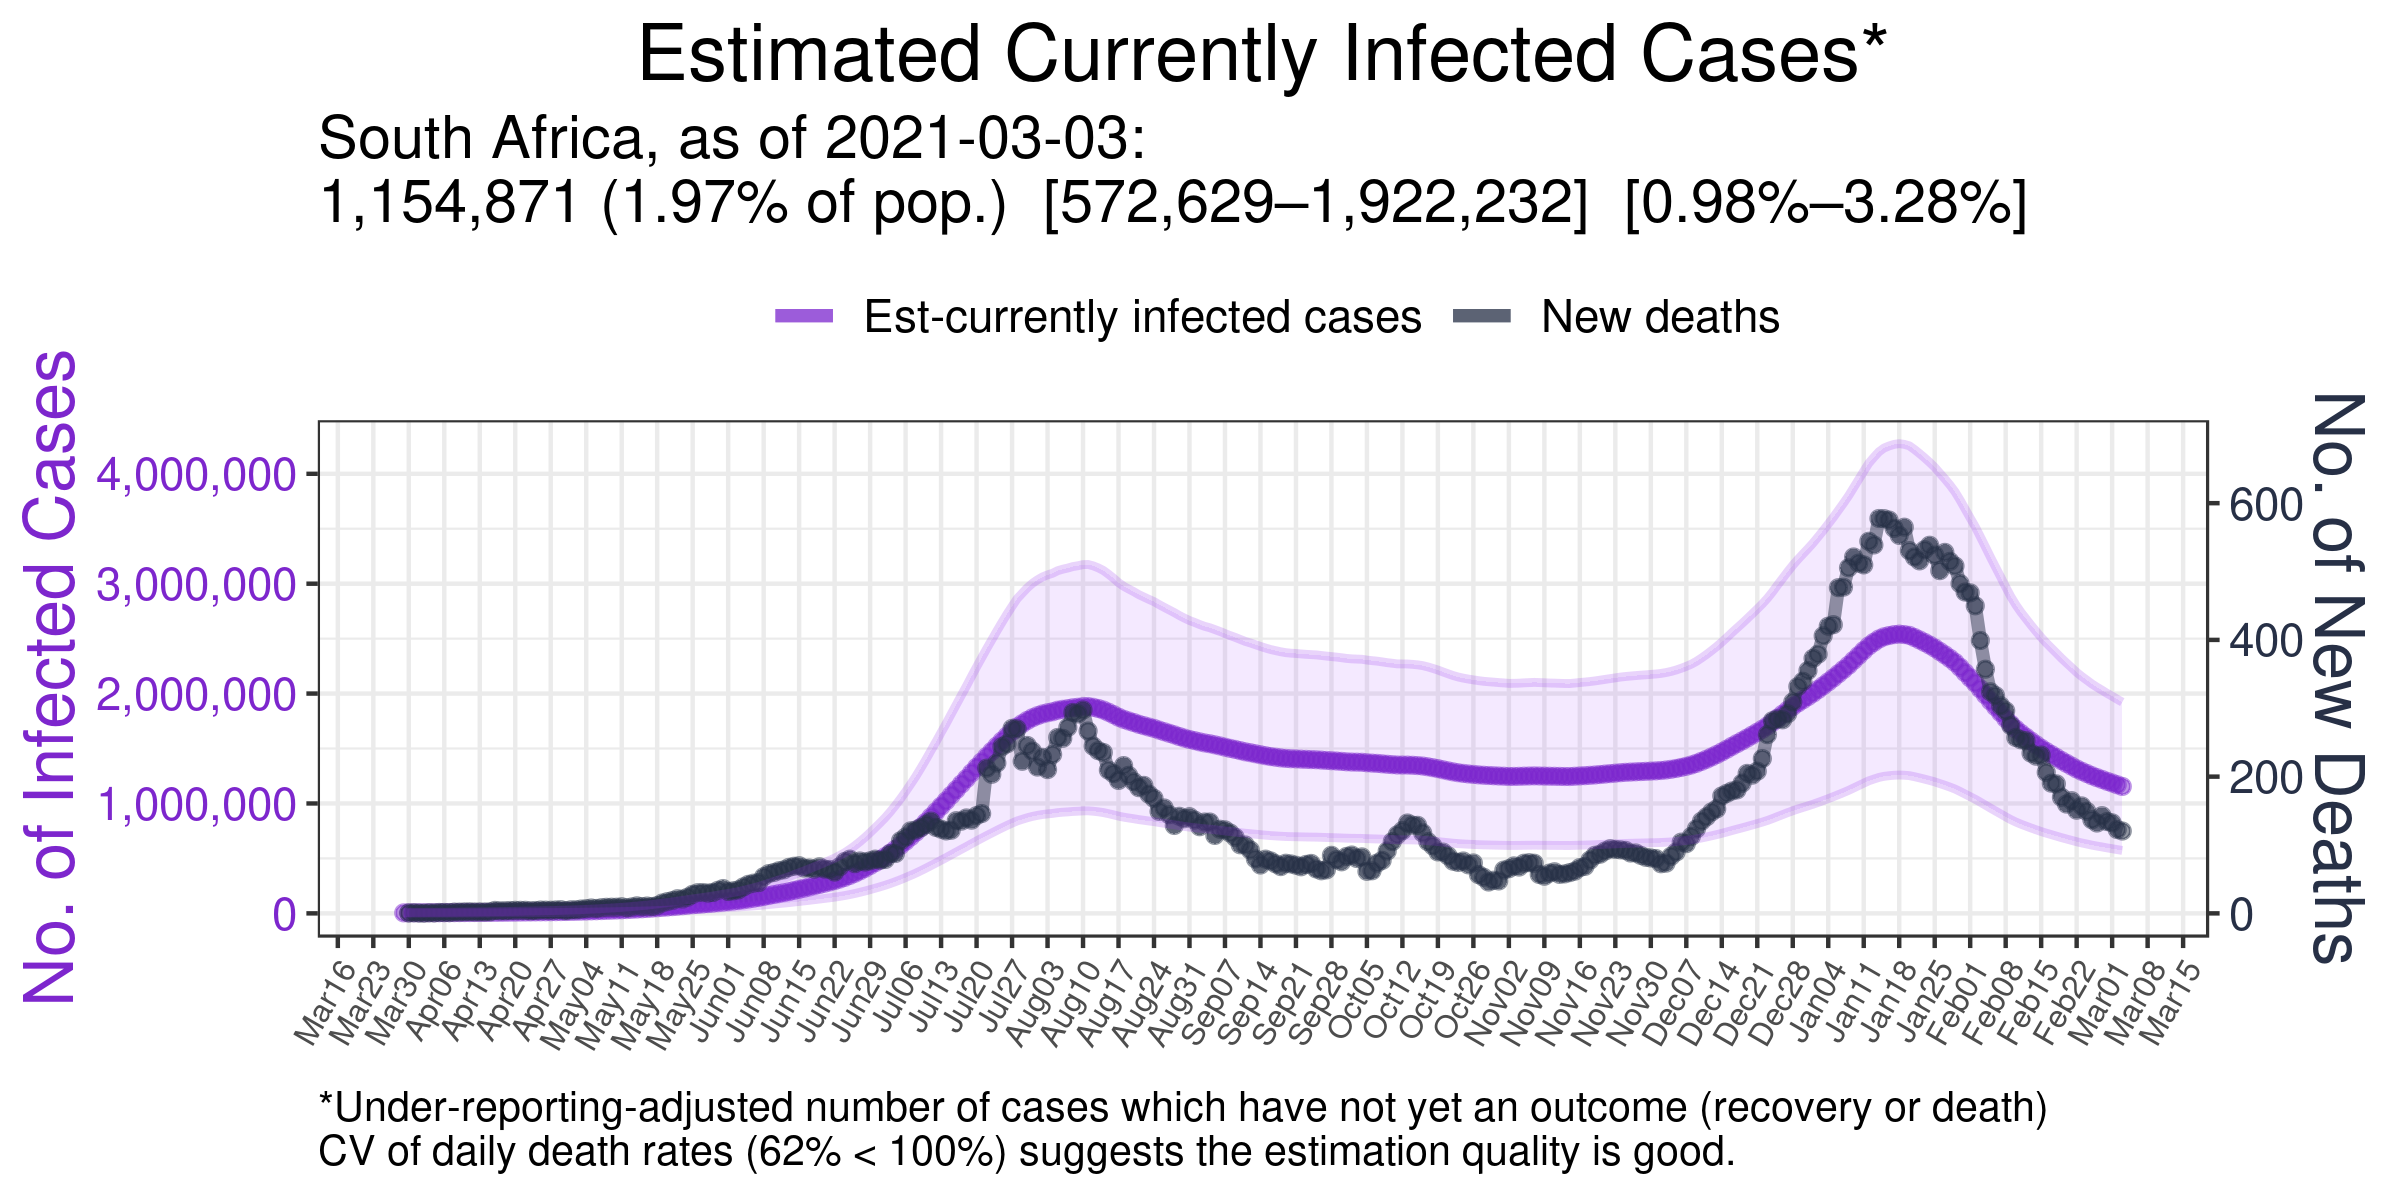 Estimated Currently Infected Cases*
South Africa, as of 2021-03-03:
1,154,871 (1.97% of pop.) [572,629–1,922,232] [0.98%–3.28%]
Est-currently infected cases
New deaths
No. of Infected Cases
4,000,000
3,000,000
2,000,000
1,000,000
0
No. of New Deaths
600
400
200
0
Mar16
Mar23
Mar30
Apr06
Apr13
Apr20
Apr27
May04
May11
May18
May25
Jun01
Jun08
Jun15
Jun22
Jun29
Jul06
Jul13
Jul20
Jul27
Aug03
Aug10
Aug17
Aug24
Aug31
Sep07
Sep14
Sep21
Sep28
Oct05
Oct12
Oct19
Oct26
Nov02
Nov09
Nov16
Nov23
Nov30
Dec07
Dec14
Dec21
Dec28
Jan04
Jan11
Jan18
Jan25
Feb01
Feb08
Feb15
Feb22
Mar01
Mar08
Mar15
*Under-reporting-adjusted number of cases which have not yet an outcome (recovery or death)
CV of daily death rates (62% < 100%) suggests the estimation quality is good.